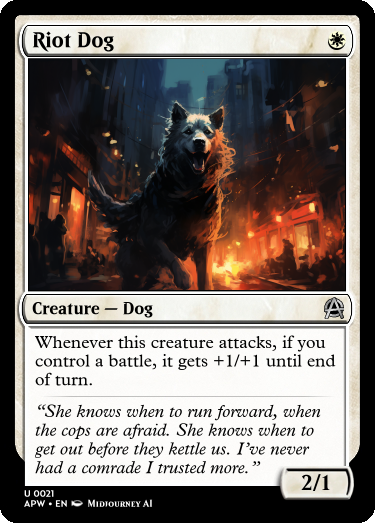 Riot Dog
Creature — Dog
Whenever this creature attacks, if you
control a battle, it gets +1/+1 until end
of turn.
“She knows when to run forward, when
the cops are afraid. She knows when to
get out before they kettle us. I’ve never
had a comrade I trusted more.”
2/1
U 0021
APW • EN Midjourney AI